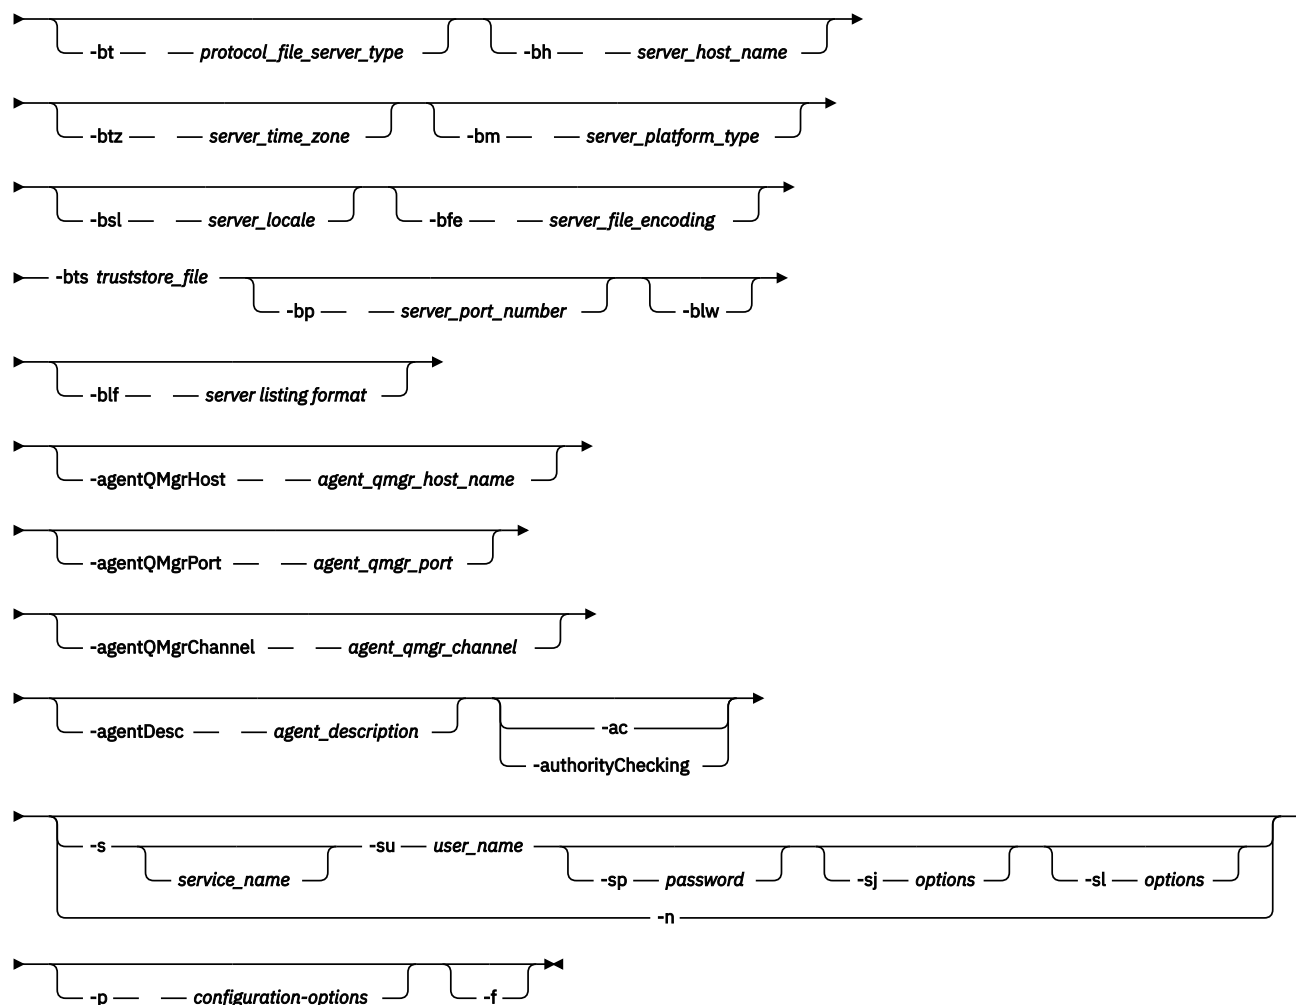 -bt protocol_file_server_type -bh server_host_name
-btz server_time_zone -bm server_platform_type
-bsl server_locale -bfe server_file_encoding
-bts truststore_file
-bp server_port_number -blw
-blf server listing format
-agentQMgrHost agent_qmgr_host_name
-agentQMgrPort agent_qmgr_port
-agentQMgrChannel agent_qmgr_channel
-ac
-agentDesc agent_description
-authorityChecking
-s -su user_name
service_name -sp password -sj options -sl options
-n
-p configuration-options -f